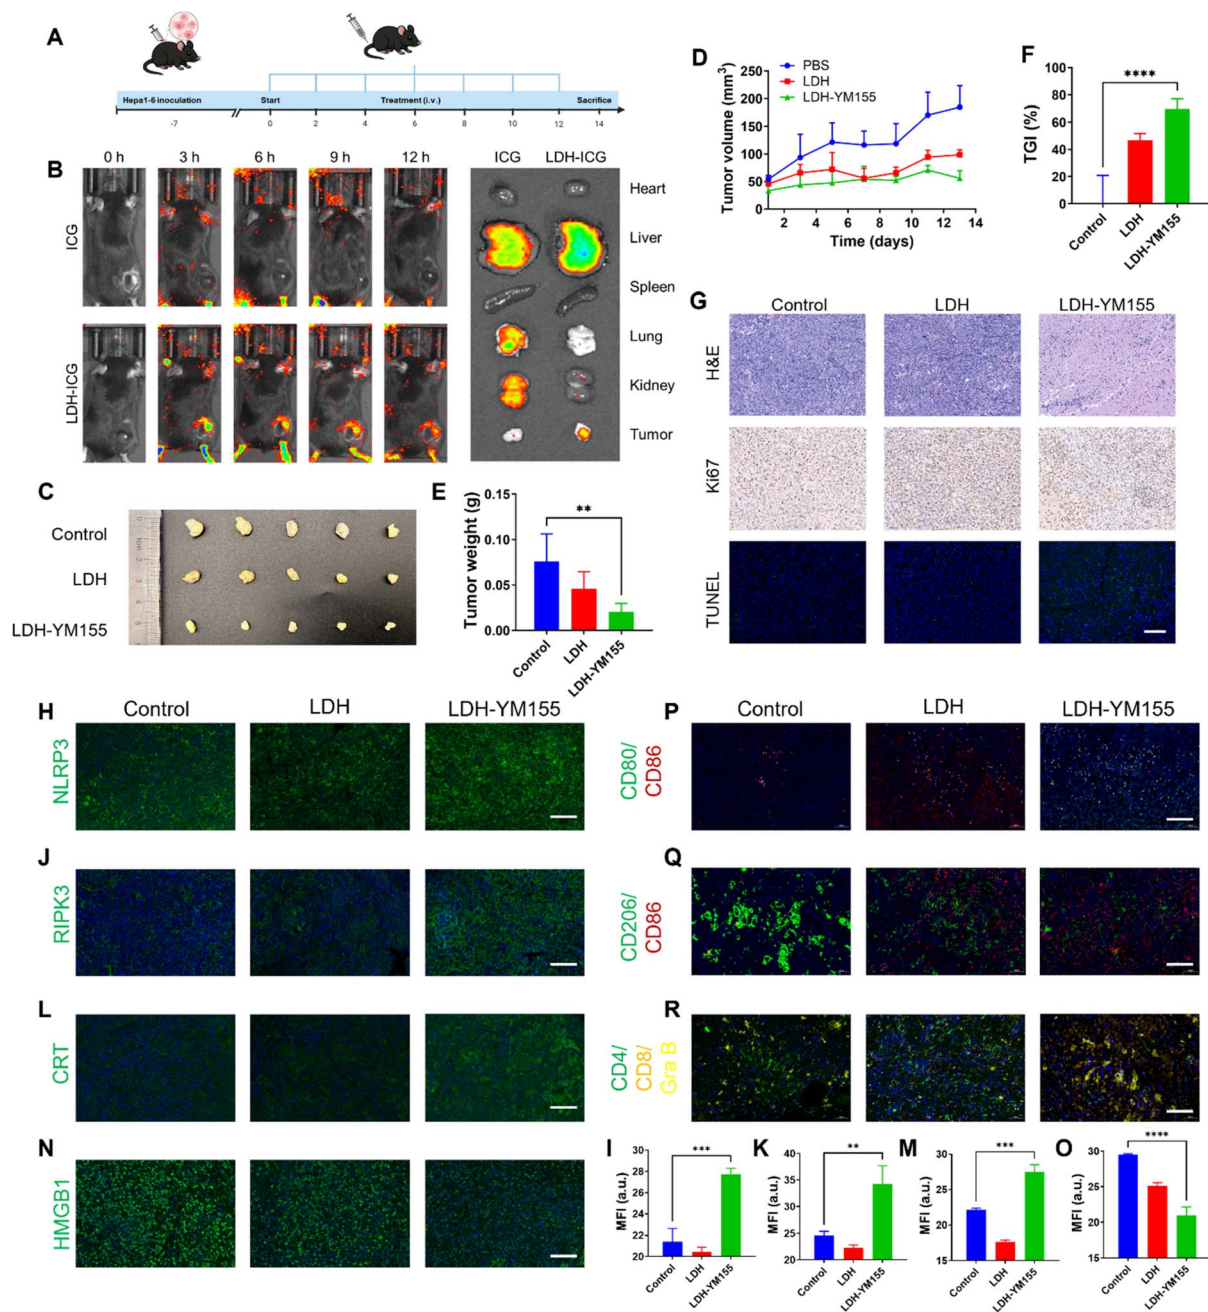 A
Hepa1-6 inoculation
Start
Treatment (i.v.)
Sacrifice
-7
0
2
4
6
8
10
12
14
B
0 h
3 h
6 h
9 h
12 h
ICG
LDH-ICG
ICG
LDH-ICG
Heart
Liver
Spleen
Lung
Kidney
Tumor
C
Control
LDH
LDH-YM155
D
PBS
LDH
LDH-YM155
Tumor volume (mm3)
250
200
150
100
50
0
2
4
6
8
10
12
14
Time (days)
E
Tumor weight (g)
0.15
0.10
0.05
0.00
**
Control
LDH
LDH-YM155
F
TGI (%)
100
80
60
40
20
0
****
Control
LDH
LDH-YM155
G
Control
LDH
LDH-YM155
H&E
Ki67
TUNEL
H
Control
LDH
LDH-YM155
NLRP3
J
RIPK3
L
CRT
N
HMGB1
P
Control
LDH
LDH-YM155
CD80/
CD86
Q
CD206/
CD86
R
CD4/
CD8/
Gra B
I
MFI (a.u.)
30
28
26
24
22
20
***
Control
LDH
LDH-YM155
K
MFI (a.u.)
40
35
30
25
20
**
Control
LDH
LDH-YM155
M
MFI (a.u.)
30
25
20
15
***
Control
LDH
LDH-YM155
O
MFI (a.u.)
30
25
20
15
****
Control
LDH
LDH-YM155